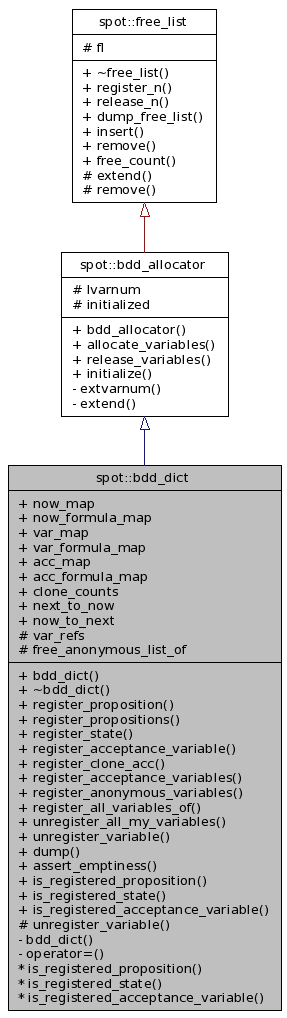 spot::free_list
# fl
+ ~free_list()
+ register_n()
+ release_n()
+ dump_free_list()
+ insert()
+ remove()
+ free_count()
# extend()
# remove()
spot::bdd_allocator
# lvarnum
# initialized
+ bdd_allocator()
+ allocate_variables()
+ release_variables()
+ initialize()
- extvarnum()
- extend()
spot::bdd_dict
+ now_map
+ now_formula_map
+ var_map
+ var_formula_map
+ acc_map
+ acc_formula_map
+ clone_counts
+ next_to_now
+ now_to_next
# var_refs
# free_anonymous_list_of
+ bdd_dict()
+ ~bdd_dict()
+ register_proposition()
+ register_propositions()
+ register_state()
+ register_acceptance_variable()
+ register_clone_acc()
+ register_acceptance_variables()
+ register_anonymous_variables()
+ register_all_variables_of()
+ unregister_all_my_variables()
+ unregister_variable()
+ dump()
+ assert_emptiness()
+ is_registered_proposition()
+ is_registered_state()
+ is_registered_acceptance_variable()
# unregister_variable()
- bdd_dict()
- operator=()
* is_registered_proposition()
* is_registered_state()
* is_registered_acceptance_variable()